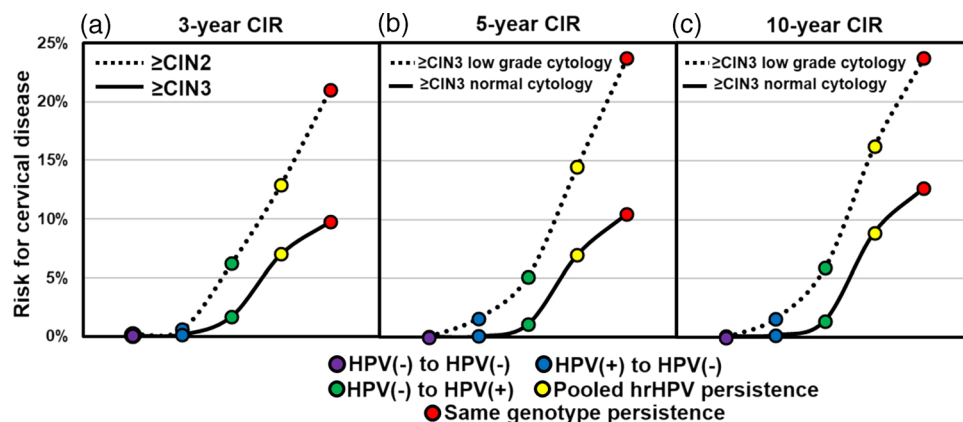 (a) 3-year CIR (b) 5-year CIR (c) 10-year CIR
Risk for cervical disease
25%
20%
15%
10%
5%
0%
≥CIN2
≥CIN3
≥CIN3 low grade cytology
≥CIN3 normal cytology
≥CIN3 low grade cytology
≥CIN3 normal cytology
HPV(-) to HPV(-) HPV(+) to HPV(-)
HPV(-) to HPV(+) Pooled hrHPV persistence
Same genotype persistence